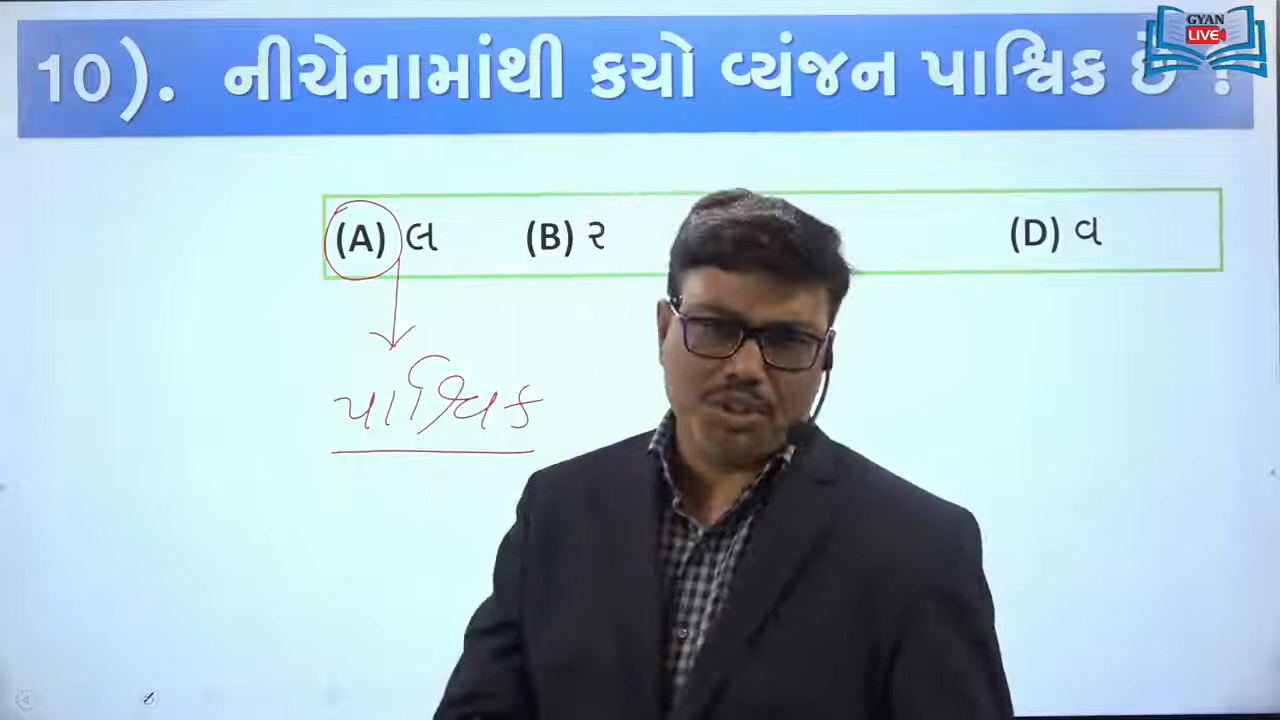 GYAN
LIVE
10). નીચેનામાંથી કયો વ્યંજન પાશ્વિક છે ?
(A) લ (B) ર (D) વ
પાર્શ્વિક